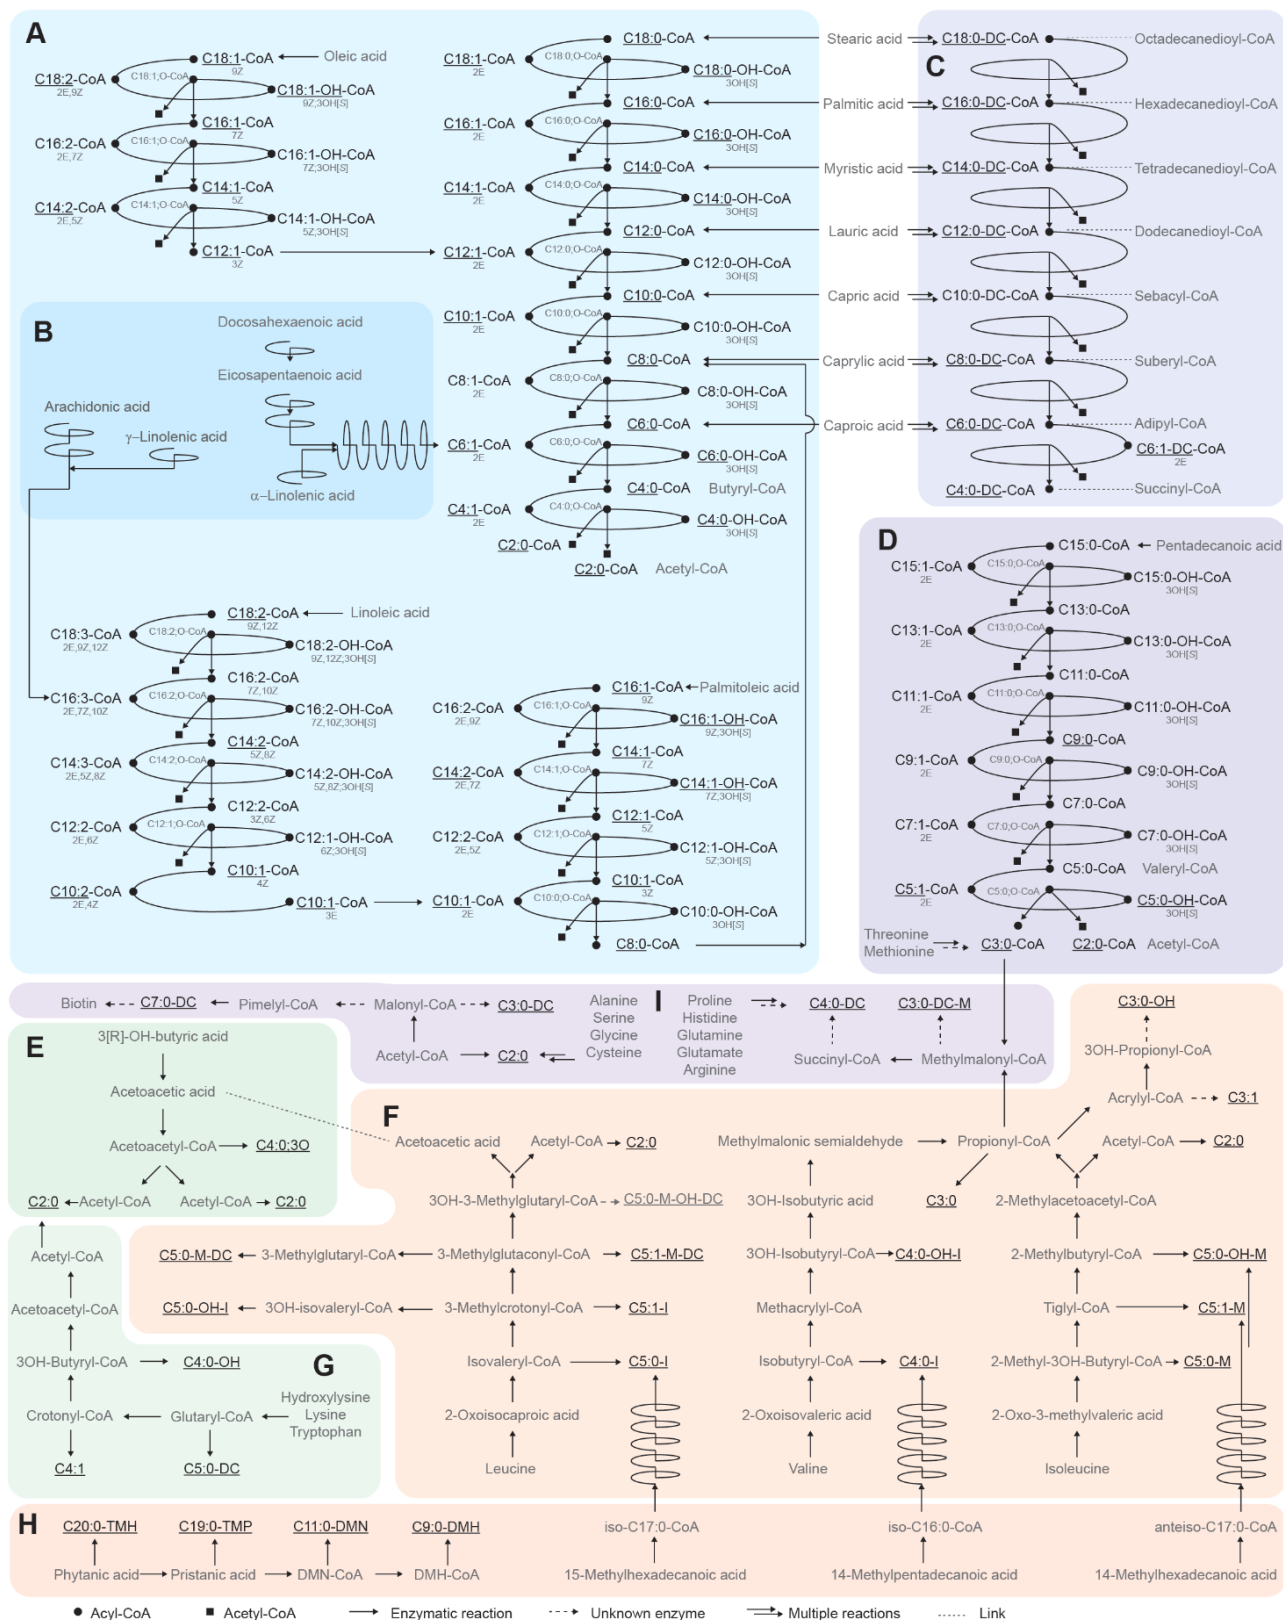 A
C18:1-CoA
9Z
Oleic acid
C18:2-CoA
2E,9Z
C18:1;O-CoA
C18:1-OH-CoA
9Z;3OH[S]
C16:1-CoA
7Z
C16:2-CoA
2E,7Z
C16:1;O-CoA
C16:1-OH-CoA
7Z,3OH[S]
C14:1-CoA
5Z
C14:2-CoA
2E,5Z
C14:1;O-CoA
C14:1-OH-CoA
5Z;3OH[S]
C12:1-CoA
3Z
C18:0-CoA
Stearic acid
C18:1-CoA
2E
C18:0;O-CoA
C18:0-OH-CoA
3OH[S]
C16:0-CoA
Palmitic acid
C16:1-CoA
2E
C16:0;O-CoA
C16:0-OH-CoA
3OH[S]
C14:0-CoA
Myristic acid
C14:1-CoA
2E
C14:0;O-CoA
C14:0-OH-CoA
3OH[S]
C12:0-CoA
Lauric acid
C12:1-CoA
2E
C12:0;O-CoA
C12:0-OH-CoA
3OH[S]
C10:0-CoA
Capric acid
C10:1-CoA
2E
C10:0;O-CoA
C10:0-OH-CoA
3OH[S]
C8:0-CoA
Caprylic acid
C8:1-CoA
2E
C8:0;O-CoA
C8:0-OH-CoA
3OH[S]
C6:0-CoA
Caproic acid
C6:1-CoA
2E
C6:0;O-CoA
C6:0-OH-CoA
3OH[S]
C4:0-CoA
Butyryl-CoA
C4:1-CoA
2E
C4:0;O-CoA
C4:0-OH-CoA
3OH[S]
C2:0-CoA
C2:0-CoA
Acetyl-CoA
B
Docosahexaenoic acid
Eicosapentaenoic acid
Arachidonic acid
γ–Linolenic acid
α–Linolenic acid
C18:2-CoA
9Z,12Z
Linoleic acid
C18:3-CoA
2E,9Z,12Z
C18:2;O-CoA
C18:2-OH-CoA
9Z,12Z;3OH[S]
C16:2-CoA
7Z,10Z
C16:3-CoA
2E,7Z,10Z
C16:2;O-CoA
C16:2-OH-CoA
7Z,10Z;3OH[S]
C14:2-CoA
5Z,8Z
C14:3-CoA
2E,5Z,8Z
C14:2;O-CoA
C14:2-OH-CoA
5Z,8Z;3OH[S]
C12:2-CoA
3Z,6Z
C12:2-CoA
2E,6Z
C12:1;O-CoA
C12:1-OH-CoA
6Z;3OH[S]
C10:1-CoA
4Z
C10:2-CoA
2E,4Z
C10:1-CoA
3E
C16:1-CoA
9Z
Palmitoleic acid
C16:2-CoA
2E,9Z
C16:1;O-CoA
C16:1-OH-CoA
9Z;3OH[S]
C14:1-CoA
7Z
C14:2-CoA
2E,7Z
C14:1;O-CoA
C14:1-OH-CoA
7Z,3OH[S]
C12:1-CoA
5Z
C12:2-CoA
2E,5Z
C12:1;O-CoA
C12:1-OH-CoA
5Z;3OH[S]
C10:1-CoA
3Z
C10:1-CoA
2E
C10:0;O-CoA
C10:0-OH-CoA
3OH[S]
C8:0-CoA
C
C18:0-DC-CoA
Octadecanedioyl-CoA
C16:0-DC-CoA
Hexadecanedioyl-CoA
C14:0-DC-CoA
Tetradecanedioyl-CoA
C12:0-DC-CoA
Dodecanedioyl-CoA
C10:0-DC-CoA
Sebacyl-CoA
C8:0-DC-CoA
Suberyl-CoA
C6:0-DC-CoA
Adipyl-CoA
C6:1-DC-CoA
2E
C4:0-DC-CoA
Succinyl-CoA
D
C15:0-CoA
Pentadecanoic acid
C15:1-CoA
2E
C15:0;O-CoA
C15:0-OH-CoA
3OH[S]
C13:0-CoA
C13:1-CoA
2E
C13:0;O-CoA
C13:0-OH-CoA
3OH[S]
C11:0-CoA
C11:1-CoA
2E
C11:0;O-CoA
C11:0-OH-CoA
3OH[S]
C9:0-CoA
C9:1-CoA
2E
C9:0;O-CoA
C9:0-OH-CoA
3OH[S]
C7:0-CoA
C7:1-CoA
2E
C7:0;O-CoA
C7:0-OH-CoA
3OH[S]
C5:0-CoA
Valeryl-CoA
C5:1-CoA
2E
C5:0;O-CoA
C5:0-OH-CoA
3OH[S]
Threonine
Methionine
C3:0-CoA
C2:0-CoA
Acetyl-CoA
I
Biotin
C7:0-DC
Pimelyl-CoA
Malonyl-CoA
C3:0-DC
Acetyl-CoA
C2:0
Alanine
Serine
Glycine
Cysteine
Proline
Histidine
Glutamine
Glutamate
Arginine
C4:0-DC
C3:0-DC-M
Succinyl-CoA
Methylmalonyl-CoA
E
3[R]-OH-butyric acid
Acetoacetic acid
Acetoacetyl-CoA
C4:0;3O
C2:0
Acetyl-CoA
Acetyl-CoA
C2:0
F
C3:0-OH
3OH-Propionyl-CoA
Acrylyl-CoA
C3:1
Acetoacetic acid
Acetyl-CoA
C2:0
Methylmalonic semialdehyde
Propionyl-CoA
Acetyl-CoA
C2:0
3OH-3-Methylglutaryl-CoA
C5:0-M-OH-DC
3OH-Isobutyric acid
C3:0
2-Methylacetoacetyl-CoA
C5:0-M-DC
3-Methylglutaryl-CoA
3-Methylglutaconyl-CoA
C5:1-M-DC
3OH-Isobutyryl-CoA
C4:0-OH-I
2-Methylbutyryl-CoA
C5:0-OH-M
C5:0-OH-I
3OH-isovaleryl-CoA
3-Methylcrotonyl-CoA
C5:1-I
Methacrylyl-CoA
Tiglyl-CoA
C5:1-M
Isovaleryl-CoA
C5:0-I
Isobutyryl-CoA
C4:0-I
2-Methyl-3OH-Butyryl-CoA
C5:0-M
2-Oxoisocaproic acid
2-Oxoisovaleric acid
2-Oxo-3-methylvaleric acid
Leucine
Valine
Isoleucine
G
Acetyl-CoA
Acetoacetyl-CoA
3OH-Butyryl-CoA
C4:0-OH
Crotonyl-CoA
Glutaryl-CoA
Hydroxylysine
Lysine
Tryptophan
C4:1
C5:0-DC
H
C20:0-TMH
C19:0-TMP
C11:0-DMN
C9:0-DMH
iso-C17:0-CoA
iso-C16:0-CoA
anteiso-C17:0-CoA
Phytanic acid
Pristanic acid
DMN-CoA
DMH-CoA
15-Methylhexadecanoic acid
14-Methylpentadecanoic acid
14-Methylhexadecanoic acid
Acyl-CoA
Acetyl-CoA
Enzymatic reaction
Unknown enzyme
Multiple reactions
Link